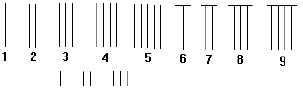 𝍠 𝍡 𝍢 𝍣 𝍤 𝍥 𝍦 𝍧 𝍨
1 2 3 4 5 6 7 8 9
𝍠 𝍡 𝍢